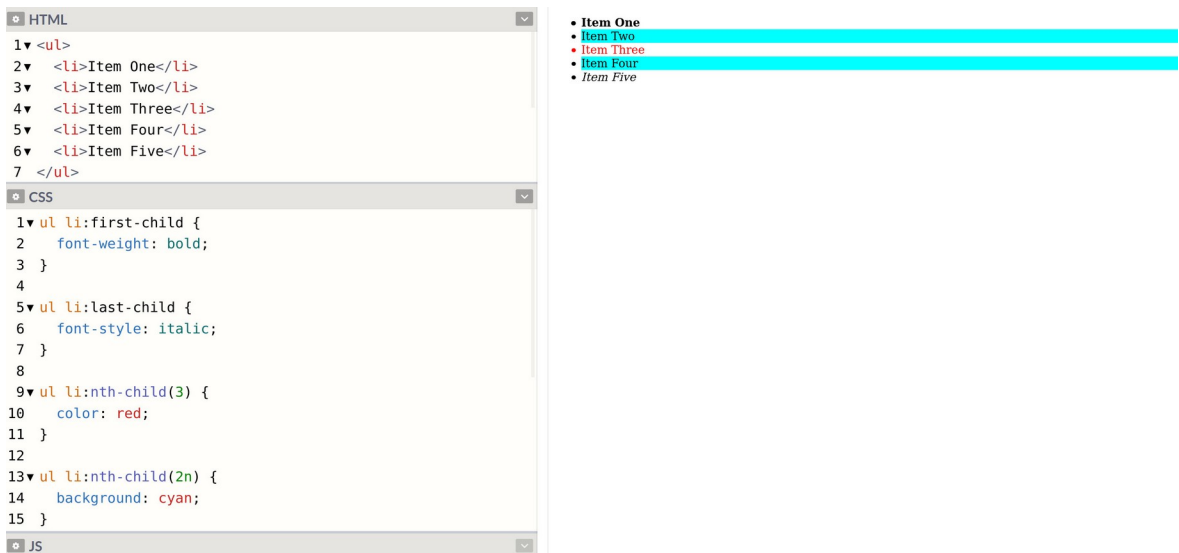 HTML
1 <ul>
2 <li>Item One</li>
3 <li>Item Two</li>
4 <li>Item Three</li>
5 <li>Item Four</li>
6 <li>Item Five</li>
7 </ul>
CSS
1 ul li:first-child {
2 font-weight: bold;
3 }
4
5 ul li:last-child {
6 font-style: italic;
7 }
8
9 ul li:nth-child(3) {
10 color: red;
11 }
12
13 ul li:nth-child(2n) {
14 background: cyan;
15 }
JS
• Item One
• Item Two
• Item Three
• Item Four
• Item Five